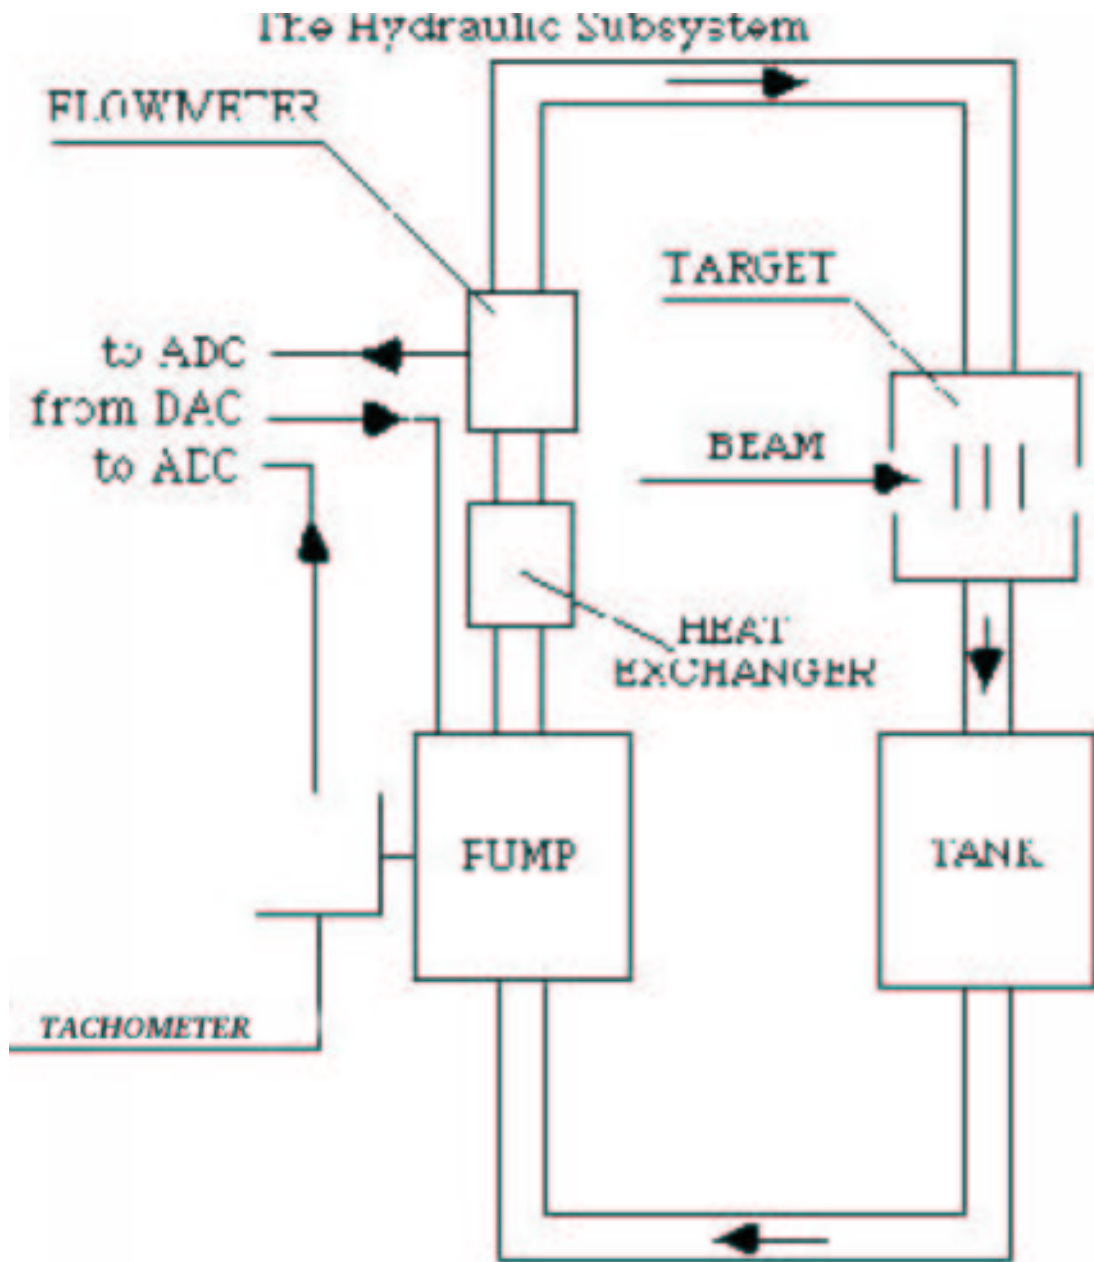 The Hydraulic Subsystem
FLOWMETER
TARGET
to ADC
from DAC
to ADC
BEAM
HEAT
EXCHANGER
PUMP
TANK
TACHOMETER